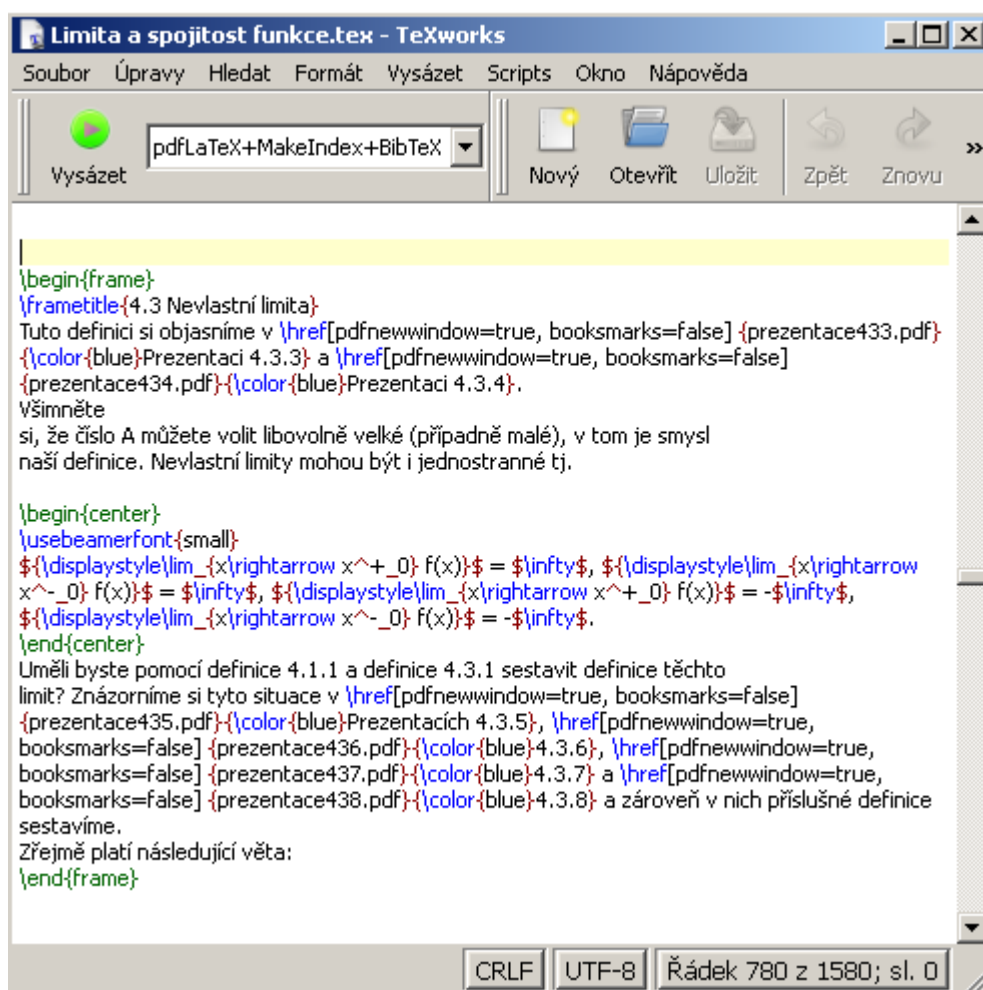 Limita a spojitost funkce.tex - TeXworks
Soubor Úpravy Hledat Formát Vysázet Scripts Okno Nápověda
pdfLaTeX+MakeIndex+BibTeX
Vysázet Nový Otevřít Uložit Zpět Znovu »
\begin{frame}
\frametitle{4.3 Nevlastní limita}
Tuto definici si objasníme v \href[pdfnewwindow=true, booksmarks=false] {prezentace433.pdf}
{\color{blue}Prezentaci 4.3.3} a \href[pdfnewwindow=true, booksmarks=false]
{prezentace434.pdf}{\color{blue}Prezentaci 4.3.4}.
Všimněte
si, že číslo A můžete volit libovolně velké (případně malé), v tom je smysl
naší definice. Nevlastní limity mohou být i jednostranné tj.
\begin{center}
\usebeamerfont{small}
${\displaystyle\lim_{x\rightarrow x^+_0} f(x)}$ = $\infty$, ${\displaystyle\lim_{x\rightarrow
x^-_0} f(x)}$ = $\infty$, ${\displaystyle\lim_{x\rightarrow x^+_0} f(x)}$ = -$\infty$,
${\displaystyle\lim_{x\rightarrow x^-_0} f(x)}$ = -$\infty$.
\end{center}
Uměli byste pomocí definice 4.1.1 a definice 4.3.1 sestavit definice těchto
limit? Znázorníme si tyto situace v \href[pdfnewwindow=true, booksmarks=false]
{prezentace435.pdf}{\color{blue}Prezentacích 4.3.5}, \href[pdfnewwindow=true,
booksmarks=false] {prezentace436.pdf}{\color{blue}4.3.6}, \href[pdfnewwindow=true,
booksmarks=false] {prezentace437.pdf}{\color{blue}4.3.7} a \href[pdfnewwindow=true,
booksmarks=false] {prezentace438.pdf}{\color{blue}4.3.8} a zároveň v nich příslušné definice
sestavíme.
Zřejmě platí následující věta:
\end{frame}
CRLF UTF-8 Řádek 780 z 1580; sl. 0